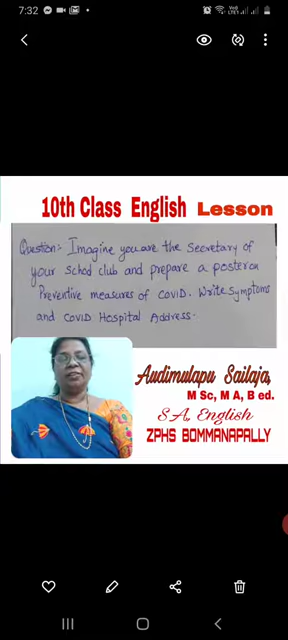 7:32
10th Class English Lesson
Question:- Imagine you are the Secretary of
your School club and prepare a poster on
Preventive measures of COVID. Write Symptoms
and COVID Hospital Address.
Audimulapu Sailaja,
M Sc, M A, B ed.
SA, English
ZPHS BOMMANAPALLY